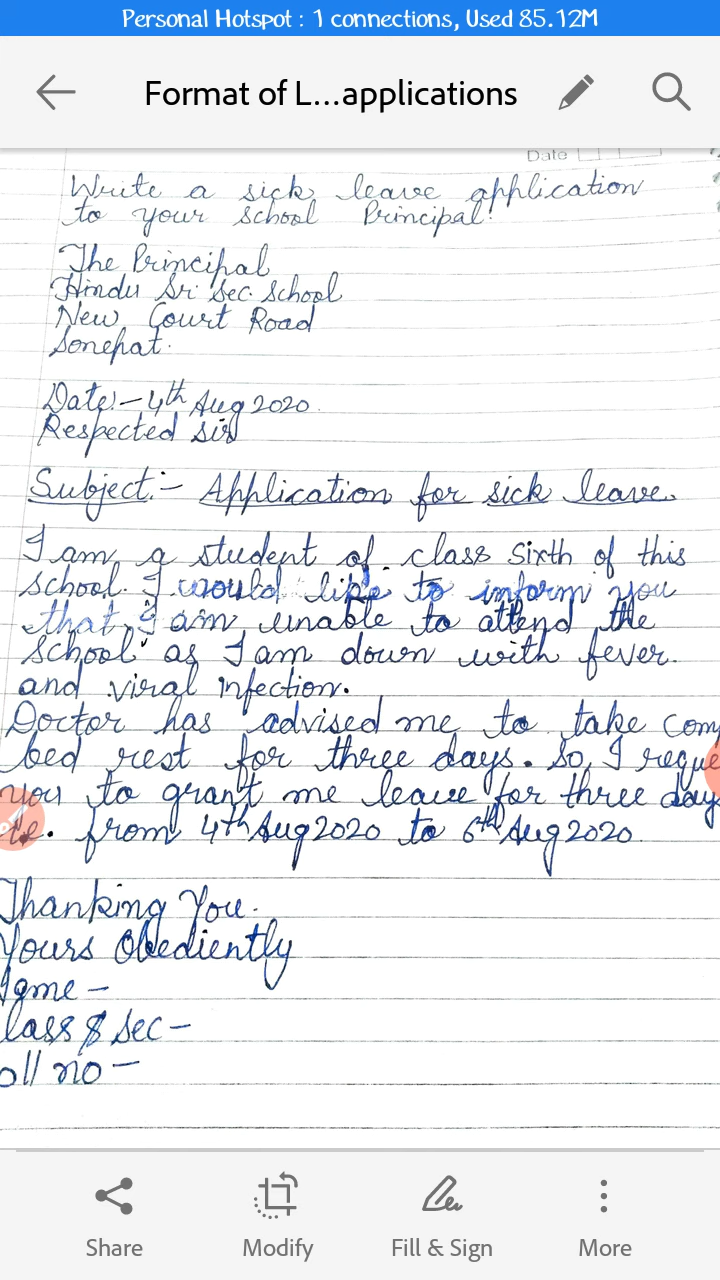 Personal Hotspot : 1 connections, Used 85.12M
Format of L...applications
Date
Write a sick leave application
to your School Principal.
The Principal
Hindu Sr. Sec. School
New Court Road
Sonepat.
Date:- 4th Aug 2020.
Respected Sir
Subject:- Application for sick leave.
I am a student of class Sixth of this
school. I would like to inform you
that I am unable to attend the
school as I am down with fever.
and viral infection.
Doctor has advised me to take com
bed rest for three days. So, I reque
you to grant me leave for three day
ie. from 4th Aug 2020 to 6th Aug 2020.
Thanking You.
Yours Obediently
ame -
lass & Sec -
oll no -
Share
Modify
Fill & Sign
More